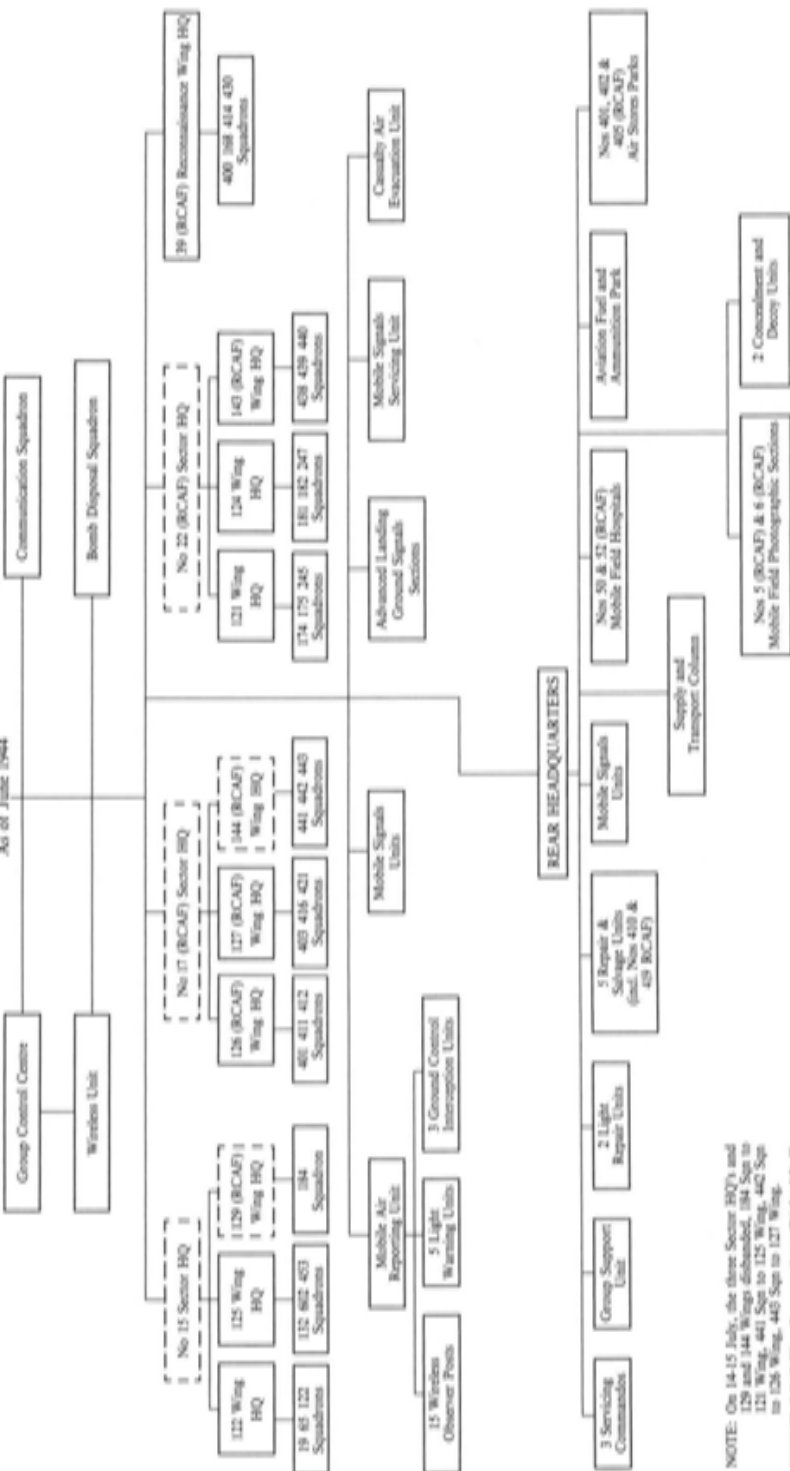 As of June 1944
Group Control Centre
Communication Squadron
Wireless Unit
Bomb Disposal Squadron
No 15 Sector HQ
No 17 (RCAF) Sector HQ
No 22 (RCAF) Sector HQ
39 (RCAF) Reconnaissance Wing HQ
122 Wing
HQ
125 Wing
HQ
129 (RCAF)
Wing HQ
126 (RCAF)
Wing HQ
127 (RCAF)
Wing HQ
144 (RCAF)
Wing HQ
121 Wing
HQ
124 Wing
HQ
143 (RCAF)
Wing HQ
400 168 414 430
Squadrons
19 65 122
Squadrons
132 602 453
Squadrons
184
Squadron
401 411 412
Squadrons
403 416 421
Squadrons
441 442 443
Squadrons
174 175 245
Squadrons
181 182 247
Squadrons
438 439 440
Squadrons
Mobile Air
Reporting Unit
Mobile Signals
Units
Advanced Landing
Ground Signals
Sections
Mobile Signals
Servicing Unit
Casualty Air
Evacuation Unit
15 Wireless
Observer Posts
5 Light
Warning Units
3 Ground Control
Interception Units
REAR HEADQUARTERS
3 Servicing
Commandos
Group Support
Unit
2 Light
Repair Units
5 Repair &
Salvage Units
(incl. Nos 410 &
419 RCAF)
Mobile Signals
Units
Nos 50 & 52 (RCAF)
Mobile Field Hospitals
Aviation Fuel and
Ammunition Park
Nos 401, 402 &
405 (RCAF)
Air Stores Parks
Supply and
Transport Column
Nos 5 (RCAF) & 6 (RCAF)
Mobile Field Photographic Sections
2 Concealment and
Decoy Units
NOTE: On 14-15 July, the three Sector HQ's and
129 and 144 Wings disbanded, 184 Sqn to
121 Wing, 441 Sqn to 125 Wing, 442 Sqn
to 126 Wing, 443 Sqn to 127 Wing.